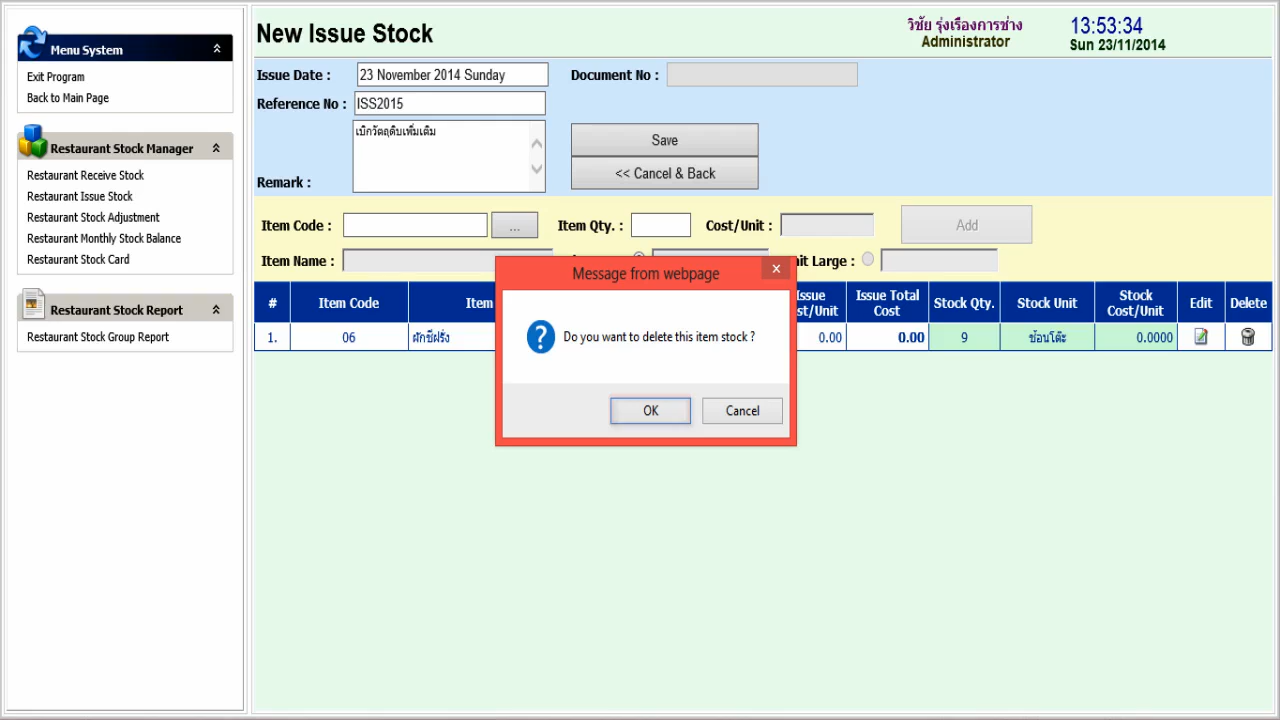 Menu System
Exit Program
Back to Main Page
Restaurant Stock Manager
Restaurant Receive Stock
Restaurant Issue Stock
Restaurant Stock Adjustment
Restaurant Monthly Stock Balance
Restaurant Stock Card
Restaurant Stock Report
Restaurant Stock Group Report
New Issue Stock
วิชัย รุ่งเรืองการช่าง
Administrator
13:53:34
Sun 23/11/2014
Issue Date : 23 November 2014 Sunday Document No :
Reference No : ISS2015
Remark : เบิกวัตถุดิบเพิ่มเติม
Save
<< Cancel & Back
Item Code : ... Item Qty. : Cost/Unit : Add
Item Name : Large :
# Item Code Item Issue Issue Total Cost Stock Qty. Stock Unit Stock Cost/Unit Edit Delete
1. 06 ผักชีฝรั่ง 0.00 0.00 9 ช้อนโต๊ะ 0.0000
Message from webpage
Do you want to delete this item stock ?
OK Cancel